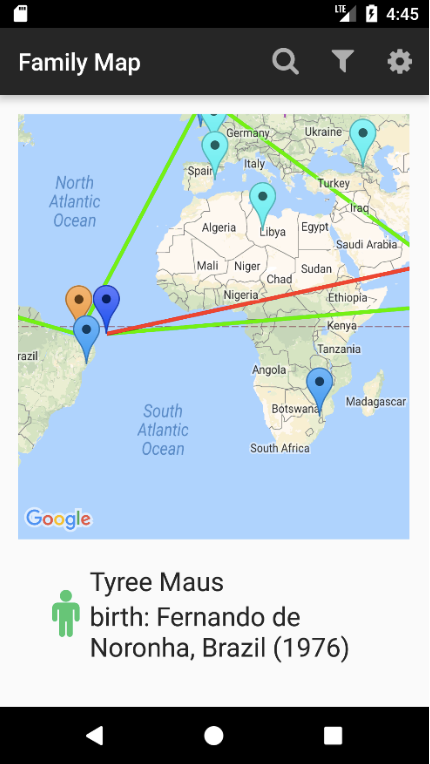 LTE 4:45
Family Map
Germany
Ukraine
Spain
Italy
Turkey
North
Atlantic
Ocean
Iraq
Algeria
Libya
Egypt
Saudi Arabia
Mali
Niger
Chad
Sudan
Nigeria
Ethiopia
Kenya
razil
Tanzania
Angola
South
Atlantic
Ocean
Botswana
Madagascar
South Africa
Google
Tyree Maus
birth: Fernando de
Noronha, Brazil (1976)